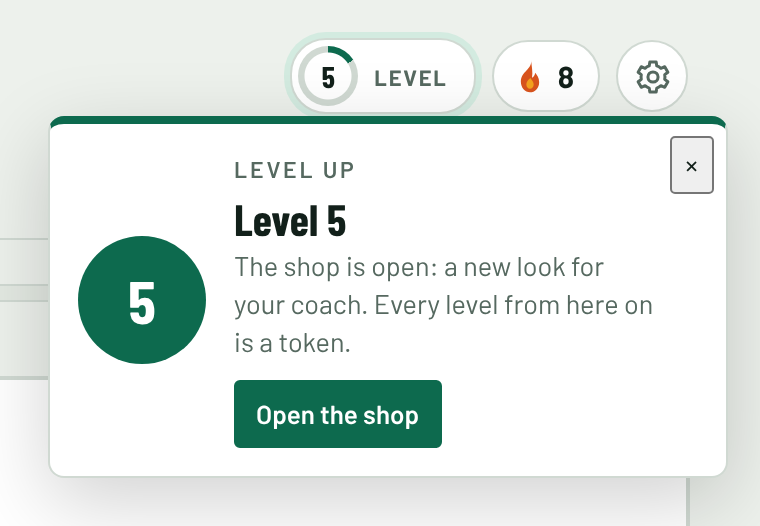 5 LEVEL 8
LEVEL UP
×
Level 5
5
The shop is open: a new look for
your coach. Every level from here on
is a token.
Open the shop